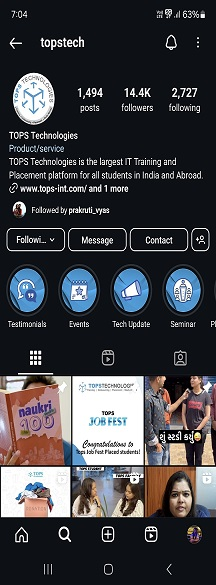 7:04
63%
topstech
1,494 14.4K 2,727
posts followers following
TOPS Technologies
Product/service
TOPS Technologies is the largest IT Training and
Placement platform for all students in India and Abroad.
www.tops-int.com/ and 1 more
Followed by prakruti_vyas
Followi... Message Contact
Testimonials Events Tech Update Seminar
naukri
100
TOPSTECHNOLOGIES
TOPS
JOB FEST
Congratulations to
Tops Job Fest Placed students!
શું સ્ટડી કર્યું